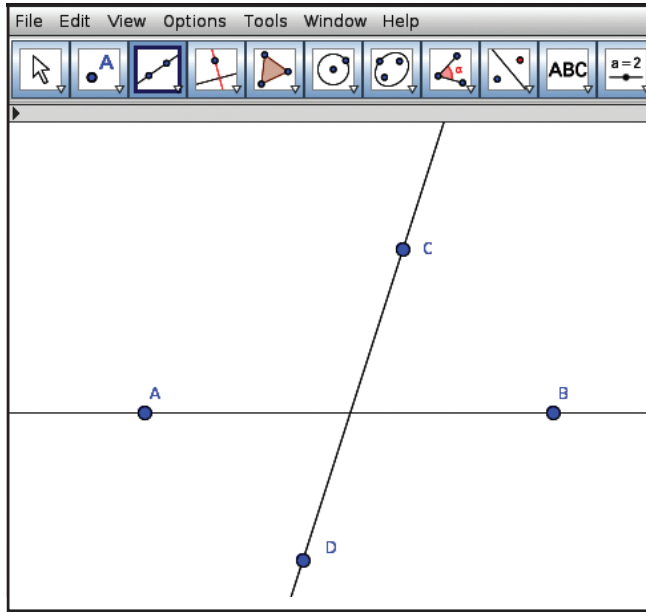 File Edit View Options Tools Window Help
A α ABC a=2
C
A B
D